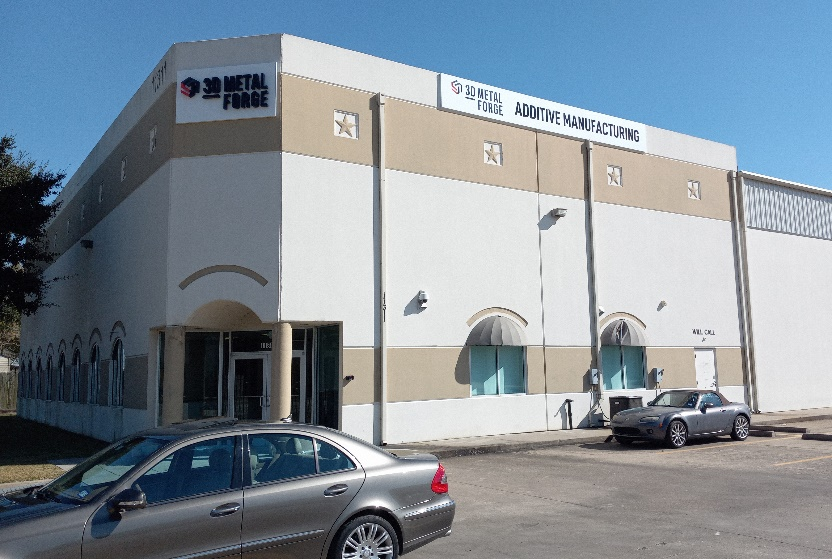 3D METAL
FORGE
3D METAL
FORGE
ADDITIVE MANUFACTURING
WILL CALL